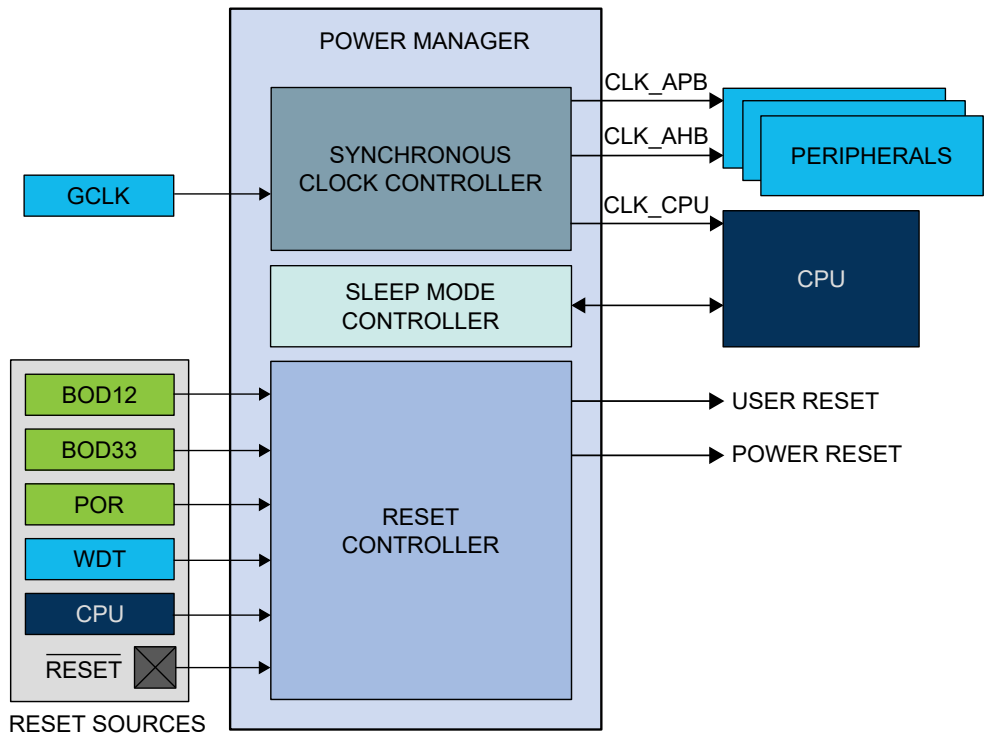 POWER MANAGER
CLK_APB
SYNCHRONOUS
CLOCK CONTROLLER
CLK_AHB
PERIPHERALS
GCLK
CLK_CPU
CPU
SLEEP MODE
CONTROLLER
BOD12
BOD33
POR
WDT
CPU
RESET
RESET SOURCES
RESET
CONTROLLER
USER RESET
POWER RESET